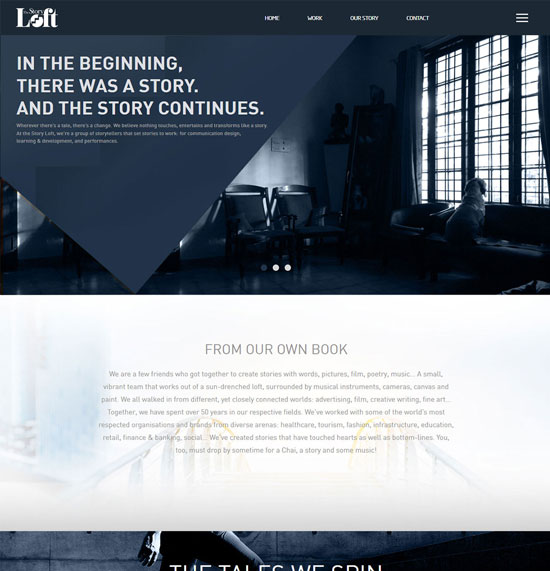 The Story
Loft
HOME WORK OUR STORY CONTACT
IN THE BEGINNING,
THERE WAS A STORY.
AND THE STORY CONTINUES.
Wherever there's a tale, there's a change. We believe nothing touches, entertains and transforms like a story.
At the Story Loft, we're a group of storytellers that set stories to work: for communication design,
learning & development, and performances.
FROM OUR OWN BOOK
We are a few friends who got together to create stories with words, pictures, film, poetry, music... A small,
vibrant team that works out of a sun-drenched loft, surrounded by musical instruments, cameras, canvas and
paint. We all walked in from different, yet closely connected worlds: advertising, film, creative writing, fine art...
Together, we have spent over 50 years in our respective fields. We've worked with some of the world's most
respected organisations and brands from diverse arenas: healthcare, tourism, fashion, infrastructure, education,
retail, finance & banking, social... We've created stories that have touched hearts as well as bottom-lines. You,
too, must drop by sometime for a Chai, a story and some music!
THE TALES WE SPIN